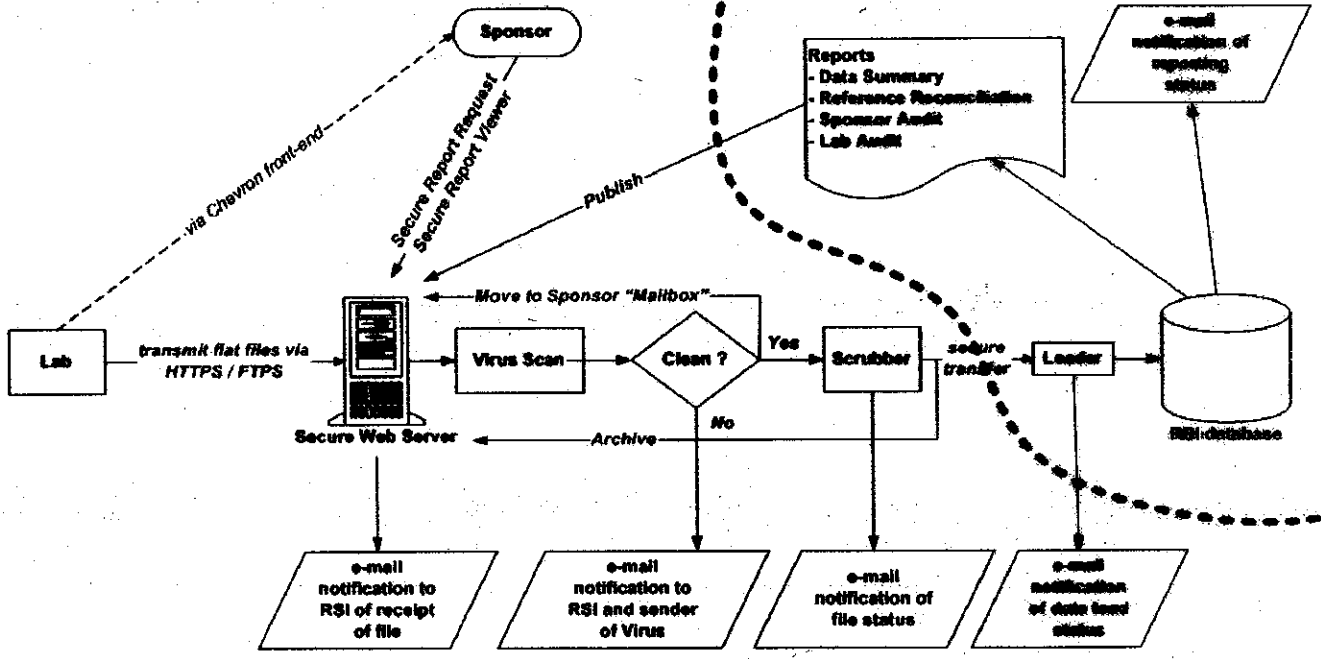 Sponsor
e-mail
notification of
reporting
status
Reports
- Data Summary
- Reference Reconciliation
- Sponsor Audit
- Lab Audit
via Chevron front-end
Secure Report Request
Secure Report Viewer
Publish
Move to Sponsor "Mailbox"
Lab
transmit flat files via
HTTPS / FTPS
Virus Scan
Clean ?
Yes
Scrubber
secure
transfer
Loader
No
Secure Web Server
Archive
RSI database
e-mail
notification to
RSI of receipt
of file
e-mail
notification to
RSI and sender
of Virus
e-mail
notification of
file status
e-mail
notification
of data load
status